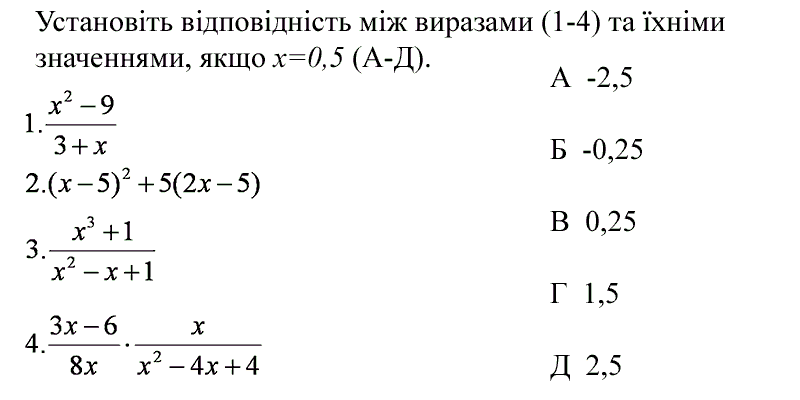 Установіть відповідність між виразами (1-4) та їхніми
значеннями, якщо x=0,5 (А-Д).
1. \frac{x^2-9}{3+x}
2.(x-5)^2+5(2x-5)
3. \frac{x^3+1}{x^2-x+1}
4. \frac{3x-6}{8x} \cdot \frac{x}{x^2-4x+4}
А -2,5
Б -0,25
В 0,25
Г 1,5
Д 2,5